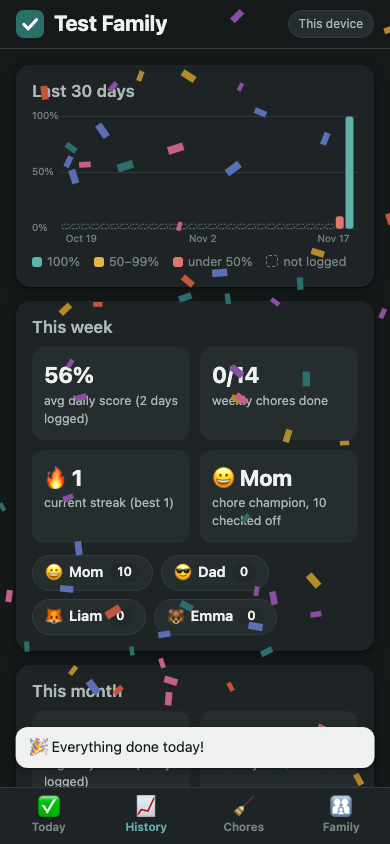 Test Family
This device
Last 30 days
100%
50%
0%
Oct 19
Nov 2
Nov 17
100%
50–99%
under 50%
not logged
This week
56%
avg daily score (2 days
logged)
0/14
weekly chores done
🔥 1
current streak (best 1)
😀 Mom
chore champion, 10
checked off
😀 Mom 10
😎 Dad 0
🦊 Liam 0
🐻 Emma 0
This month
🎉 Everything done today!
logged)
Today
History
Chores
Family